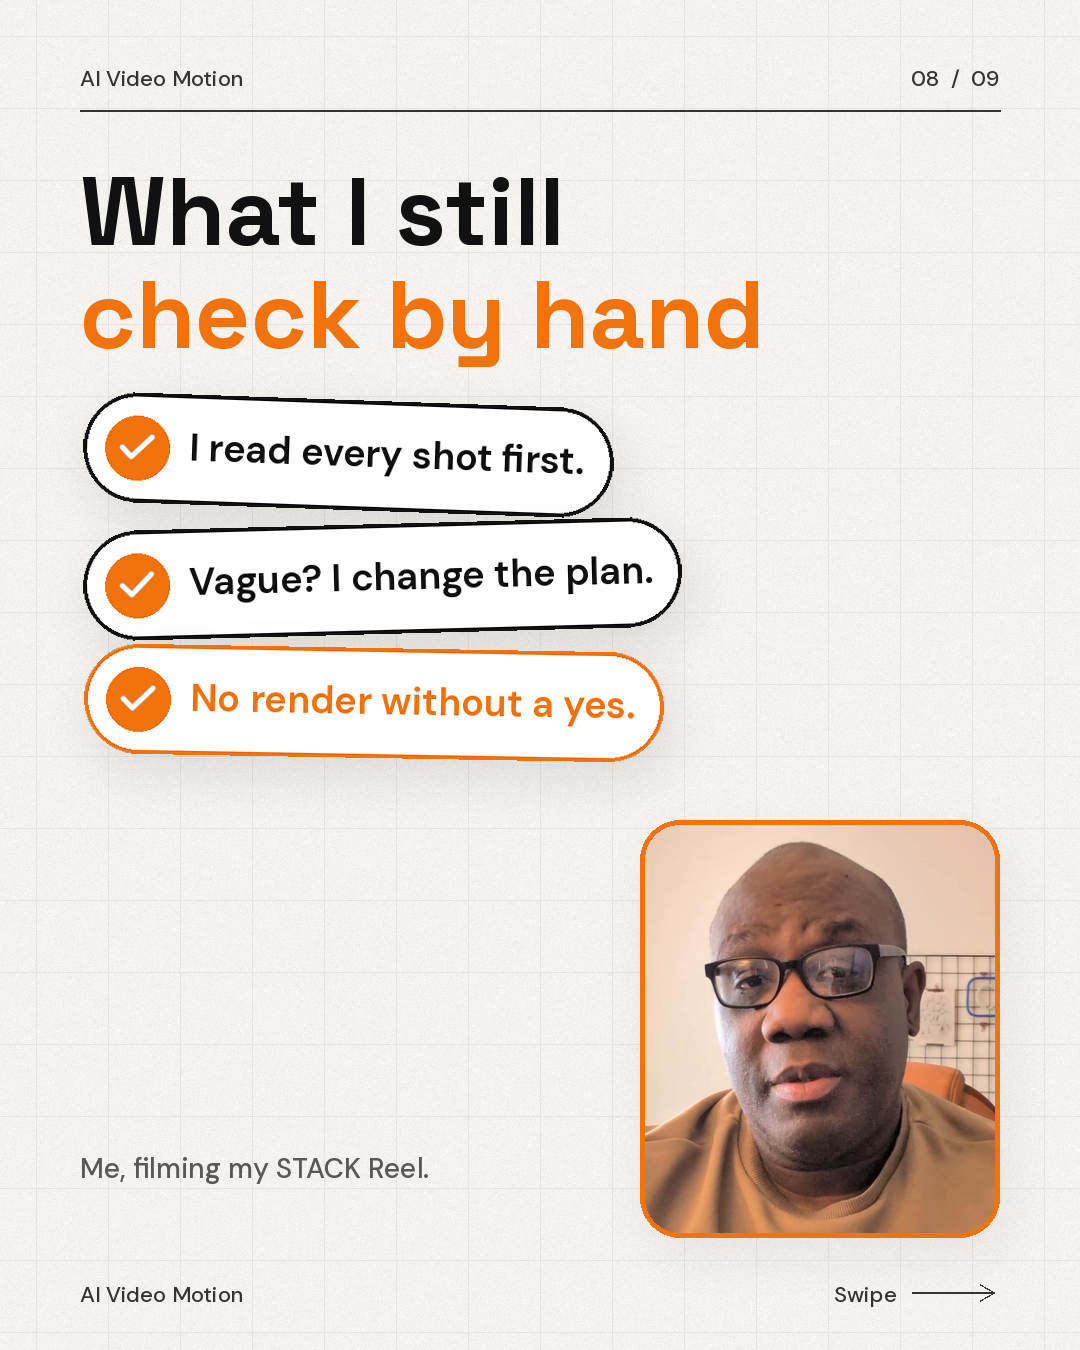 AI Video Motion
08 / 09
What I still
check by hand
I read every shot first.
Vague? I change the plan.
No render without a yes.
Me, filming my STACK Reel.
AI Video Motion
Swipe